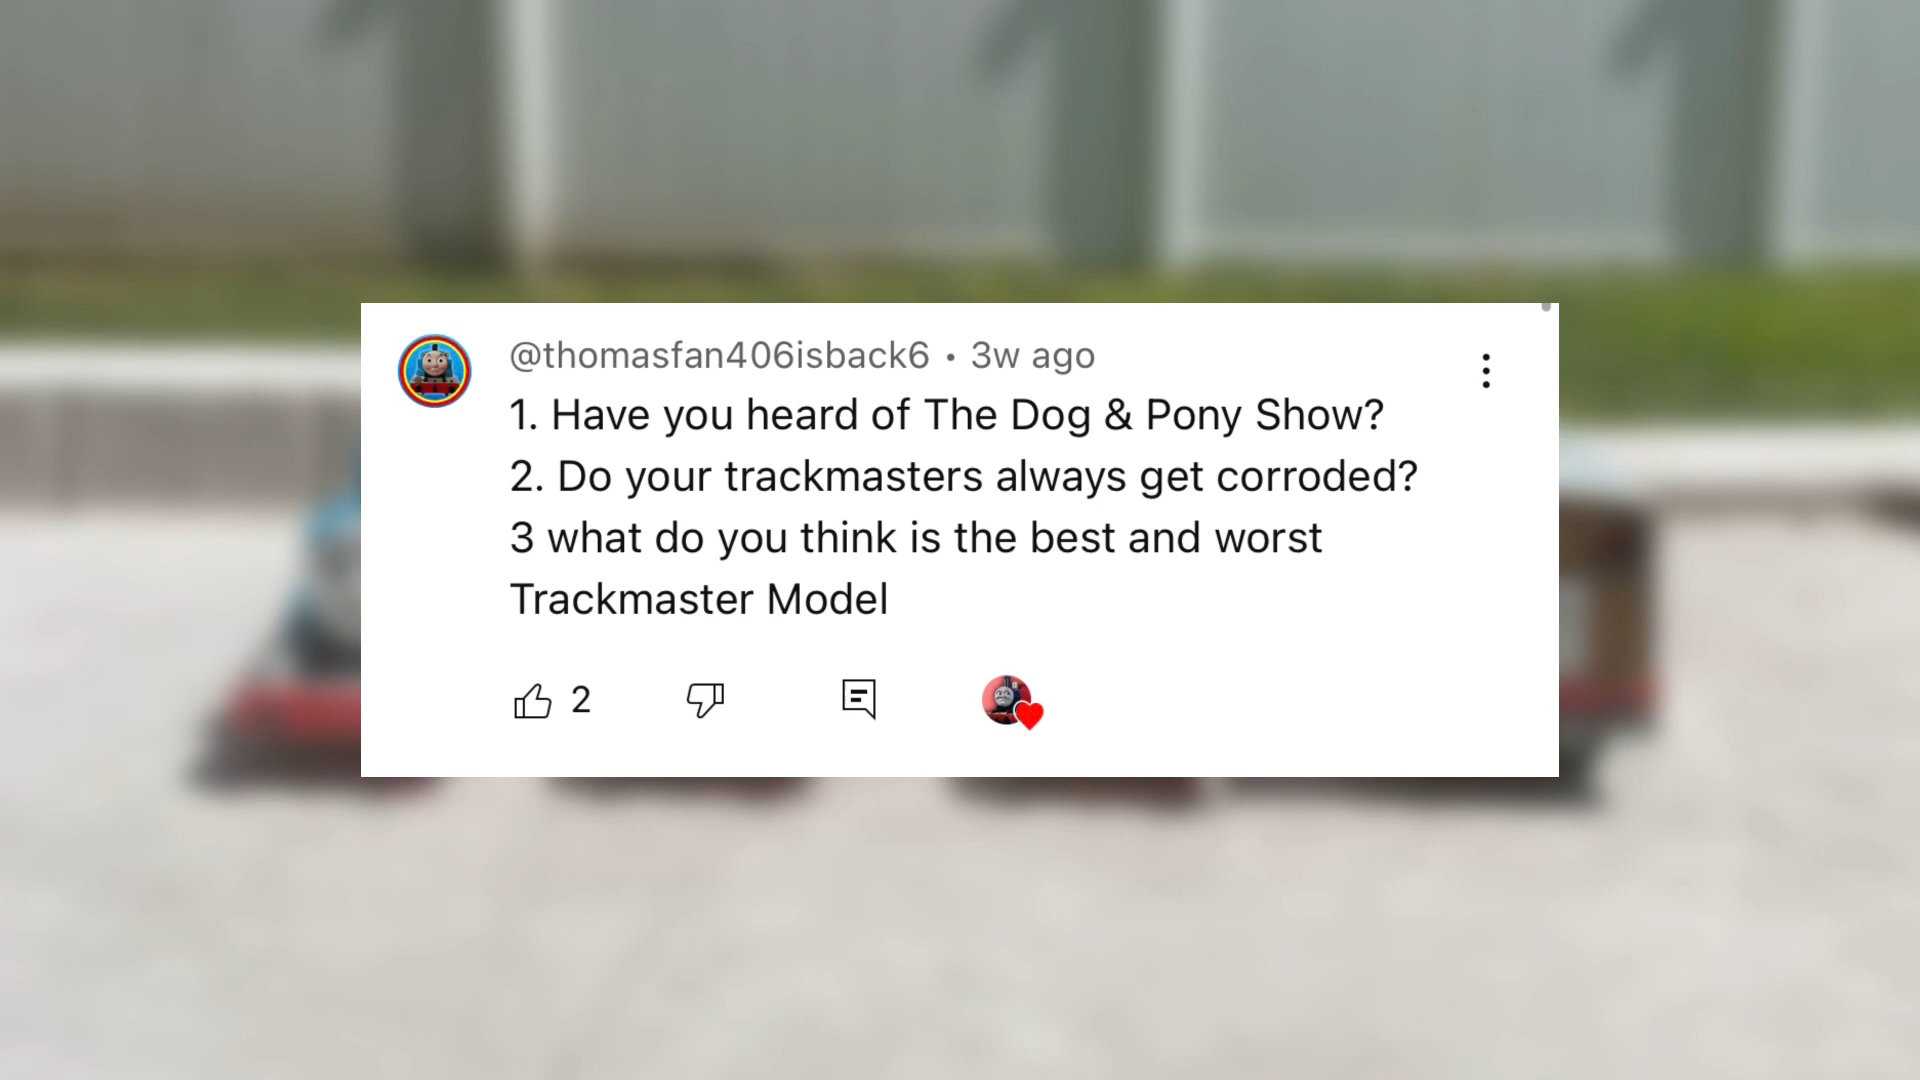 @thomasfan406isback6 • 3w ago
1. Have you heard of The Dog & Pony Show?
2. Do your trackmasters always get corroded?
3 what do you think is the best and worst
Trackmaster Model
2